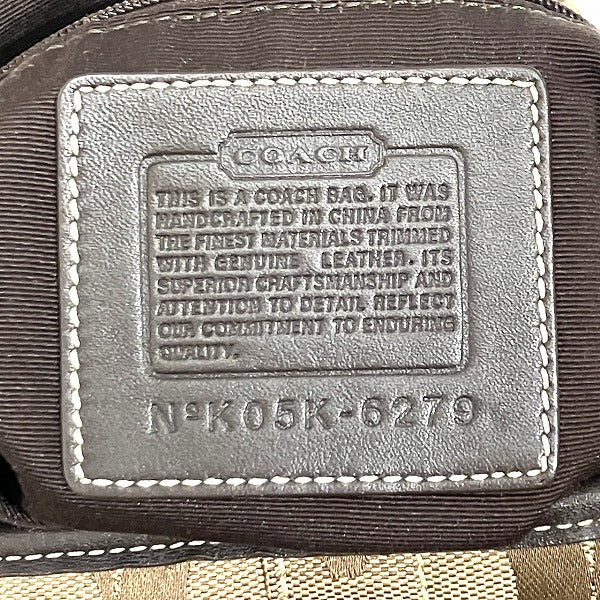 COACH
THIS IS A COACH BAG. IT WAS
HANDCRAFTED IN CHINA FROM
THE FINEST MATERIALS TRIMMED
WITH GENUINE LEATHER. ITS
SUPERIOR CRAFTSMANSHIP AND
ATTENTION TO DETAIL REFLECT
OUR COMMITMENT TO ENDURING
QUALITY.
Nº K05K-6279